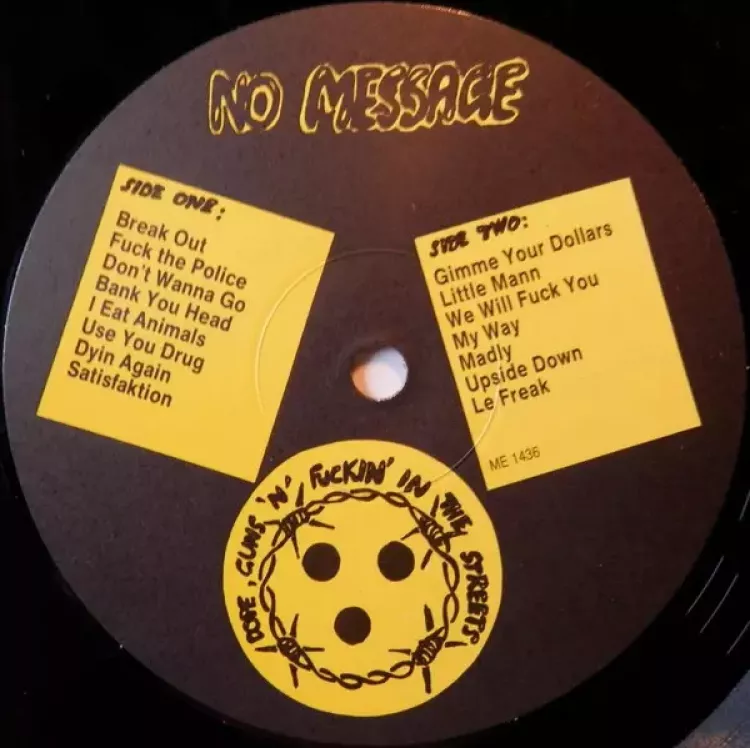 NO MESSAGE
SIDE ONE:
Break Out
Fuck the Police
Don't Wanna Go
Bank You Head
I Eat Animals
Use You Drug
Dyin Again
Satisfaktion
SIDE TWO:
Gimme Your Dollars
Little Mann
We Will Fuck You
My Way
Madly
Upside Down
Le Freak
ME 1436
DOPE, GUNS 'N' FUCKIN' IN THE STREETS